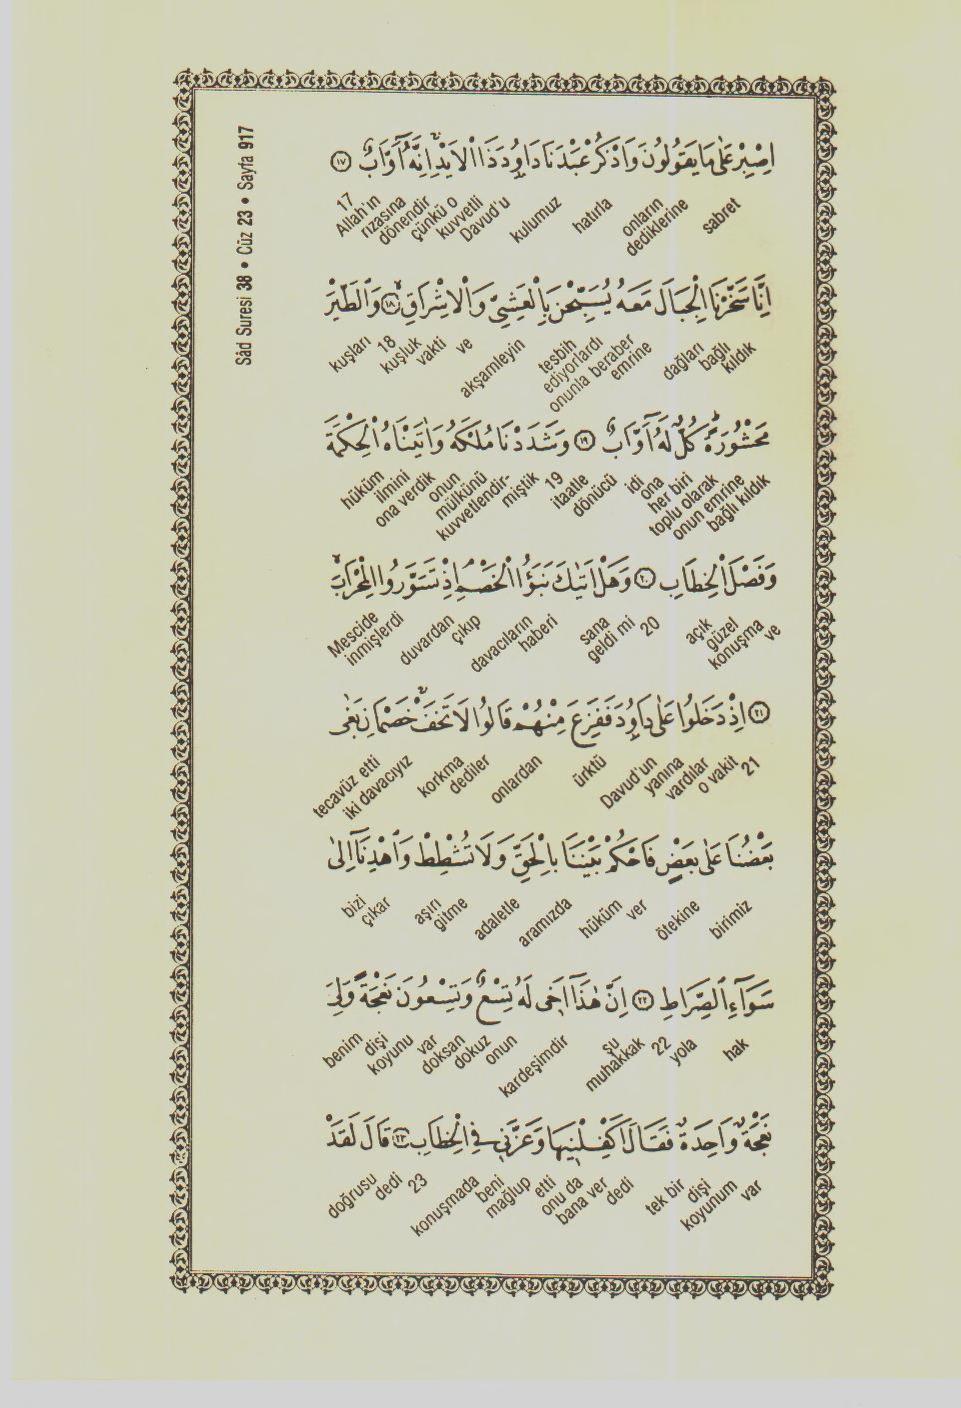 Sâd Suresi 38 • Cüz 23 • Sayfa 917
اِصْبِرْ عَلٰى مَا يَقُولُونَ وَاذْكُرْ عَبْدَنَا دَاوُدَ ذَا الْاَيْدِ اِنَّهُٓ اَوَّابٌ ﴿١٧﴾
sabret
onların
dediklerine
hatırla
kulumuz
kuvvetli
Davud'u
çünkü o
Allah'ın
rızasına
dönendir
17
اِنَّا سَخَّرْنَا الْجِبَالَ مَعَهُ يُسَبِّحْنَ بِالْعَشِيِّ وَالْاِشْرَاقِ ﴿١٨﴾ وَالطَّيْرَ
dağları
bağlı
kıldık
tesbih
ediyorlardı
onunla beraber
emrine
akşamleyin
ve
18
kuşluk
vakti
kuşları
مَحْشُورَةً كُلٌّ لَهُٓ اَوَّابٌ ﴿١٩﴾ وَشَدَدْنَا مُلْكَهُ وَاٰتَيْنَاهُ الْحِكْمَةَ
toplu olarak
onun emrine
bağlı kıldık
idi
ona
her biri
19
itaatle
dönücü
onun
mülkünü
kuvvetlendir-
miştik
hüküm
ilmini
ona verdik
وَفَصْلَ الْخِطَابِ ﴿٢٠﴾ وَهَلْ اَتٰيكَ نَبَؤُا الْخَصْمِ اِذْ تَسَوَّرُوا الْمِحْرَابَ
açık
güzel
konuşma
ve
20
sana
geldi mi
davacıların
haberi
duvardan
çıkıp
Mescide
inmişlerdi
﴿٢١﴾ اِذْ دَخَلُوا عَلٰى دَاوُدَ فَفَزِعَ مِنْهُمْ قَالُوا لَا تَخَفْ خَصْمَانِ بَغٰى
21
Davud'un
yanına
vardılar
o vakit
ürktü
onlardan
korkma
dediler
tecavüz etti
iki davacıyız
بَعْضُنَا عَلٰى بَعْضٍ فَاحْكُمْ بَيْنَنَا بِالْحَقِّ وَلَا تُشْطِطْ وَاهْدِنَٓا اِلٰى
birimiz
ötekine
hüküm
ver
aramızda
adaletle
aşırı
gitme
bizi
çıkar
سَوَٓاءِ الصِّرَاطِ ﴿٢٢﴾ اِنَّ هٰذَٓا اَخٖى لَهُ تِسْعٌ وَتِسْعُونَ نَعْجَةً وَلِىَ
hak
yola
22
şu
muhakkak
kardeşimdir
onun
var
doksan
dokuz
dişi
koyunu
benim
نَعْجَةٌ وَاحِدَةٌ فَقَالَ اَكْفِلْنٖيهَا وَعَزَّنٖى فِى الْخِطَابِ ﴿٢٣﴾ قَالَ لَقَدْ
tek bir
dişi
koyunum
var
onu da
bana ver
dedi
beni
mağlup
etti
konuşmada
23
dedi
doğrusu